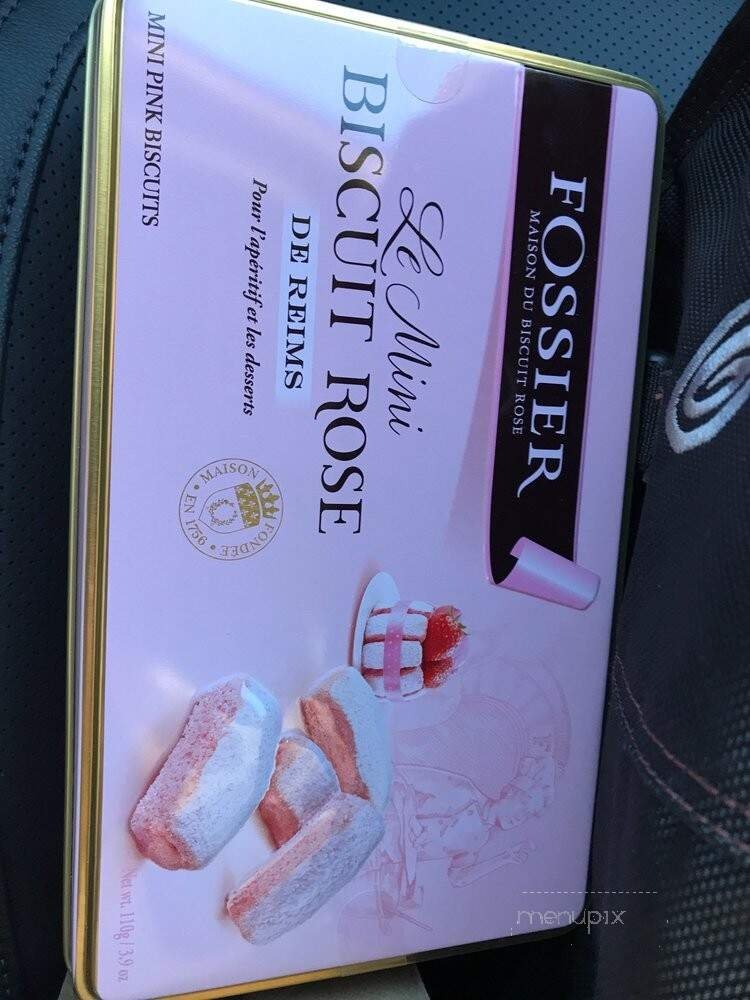 FOSSIER
MAISON DU BISCUIT ROSE
Le Mini
BISCUIT ROSE
DE REIMS
Pour l'apéritif et les desserts
MAISON FONDÉE
• EN 1756 •
MINI PINK BISCUITS
Net wt. 110g / 3,9 oz
menupix